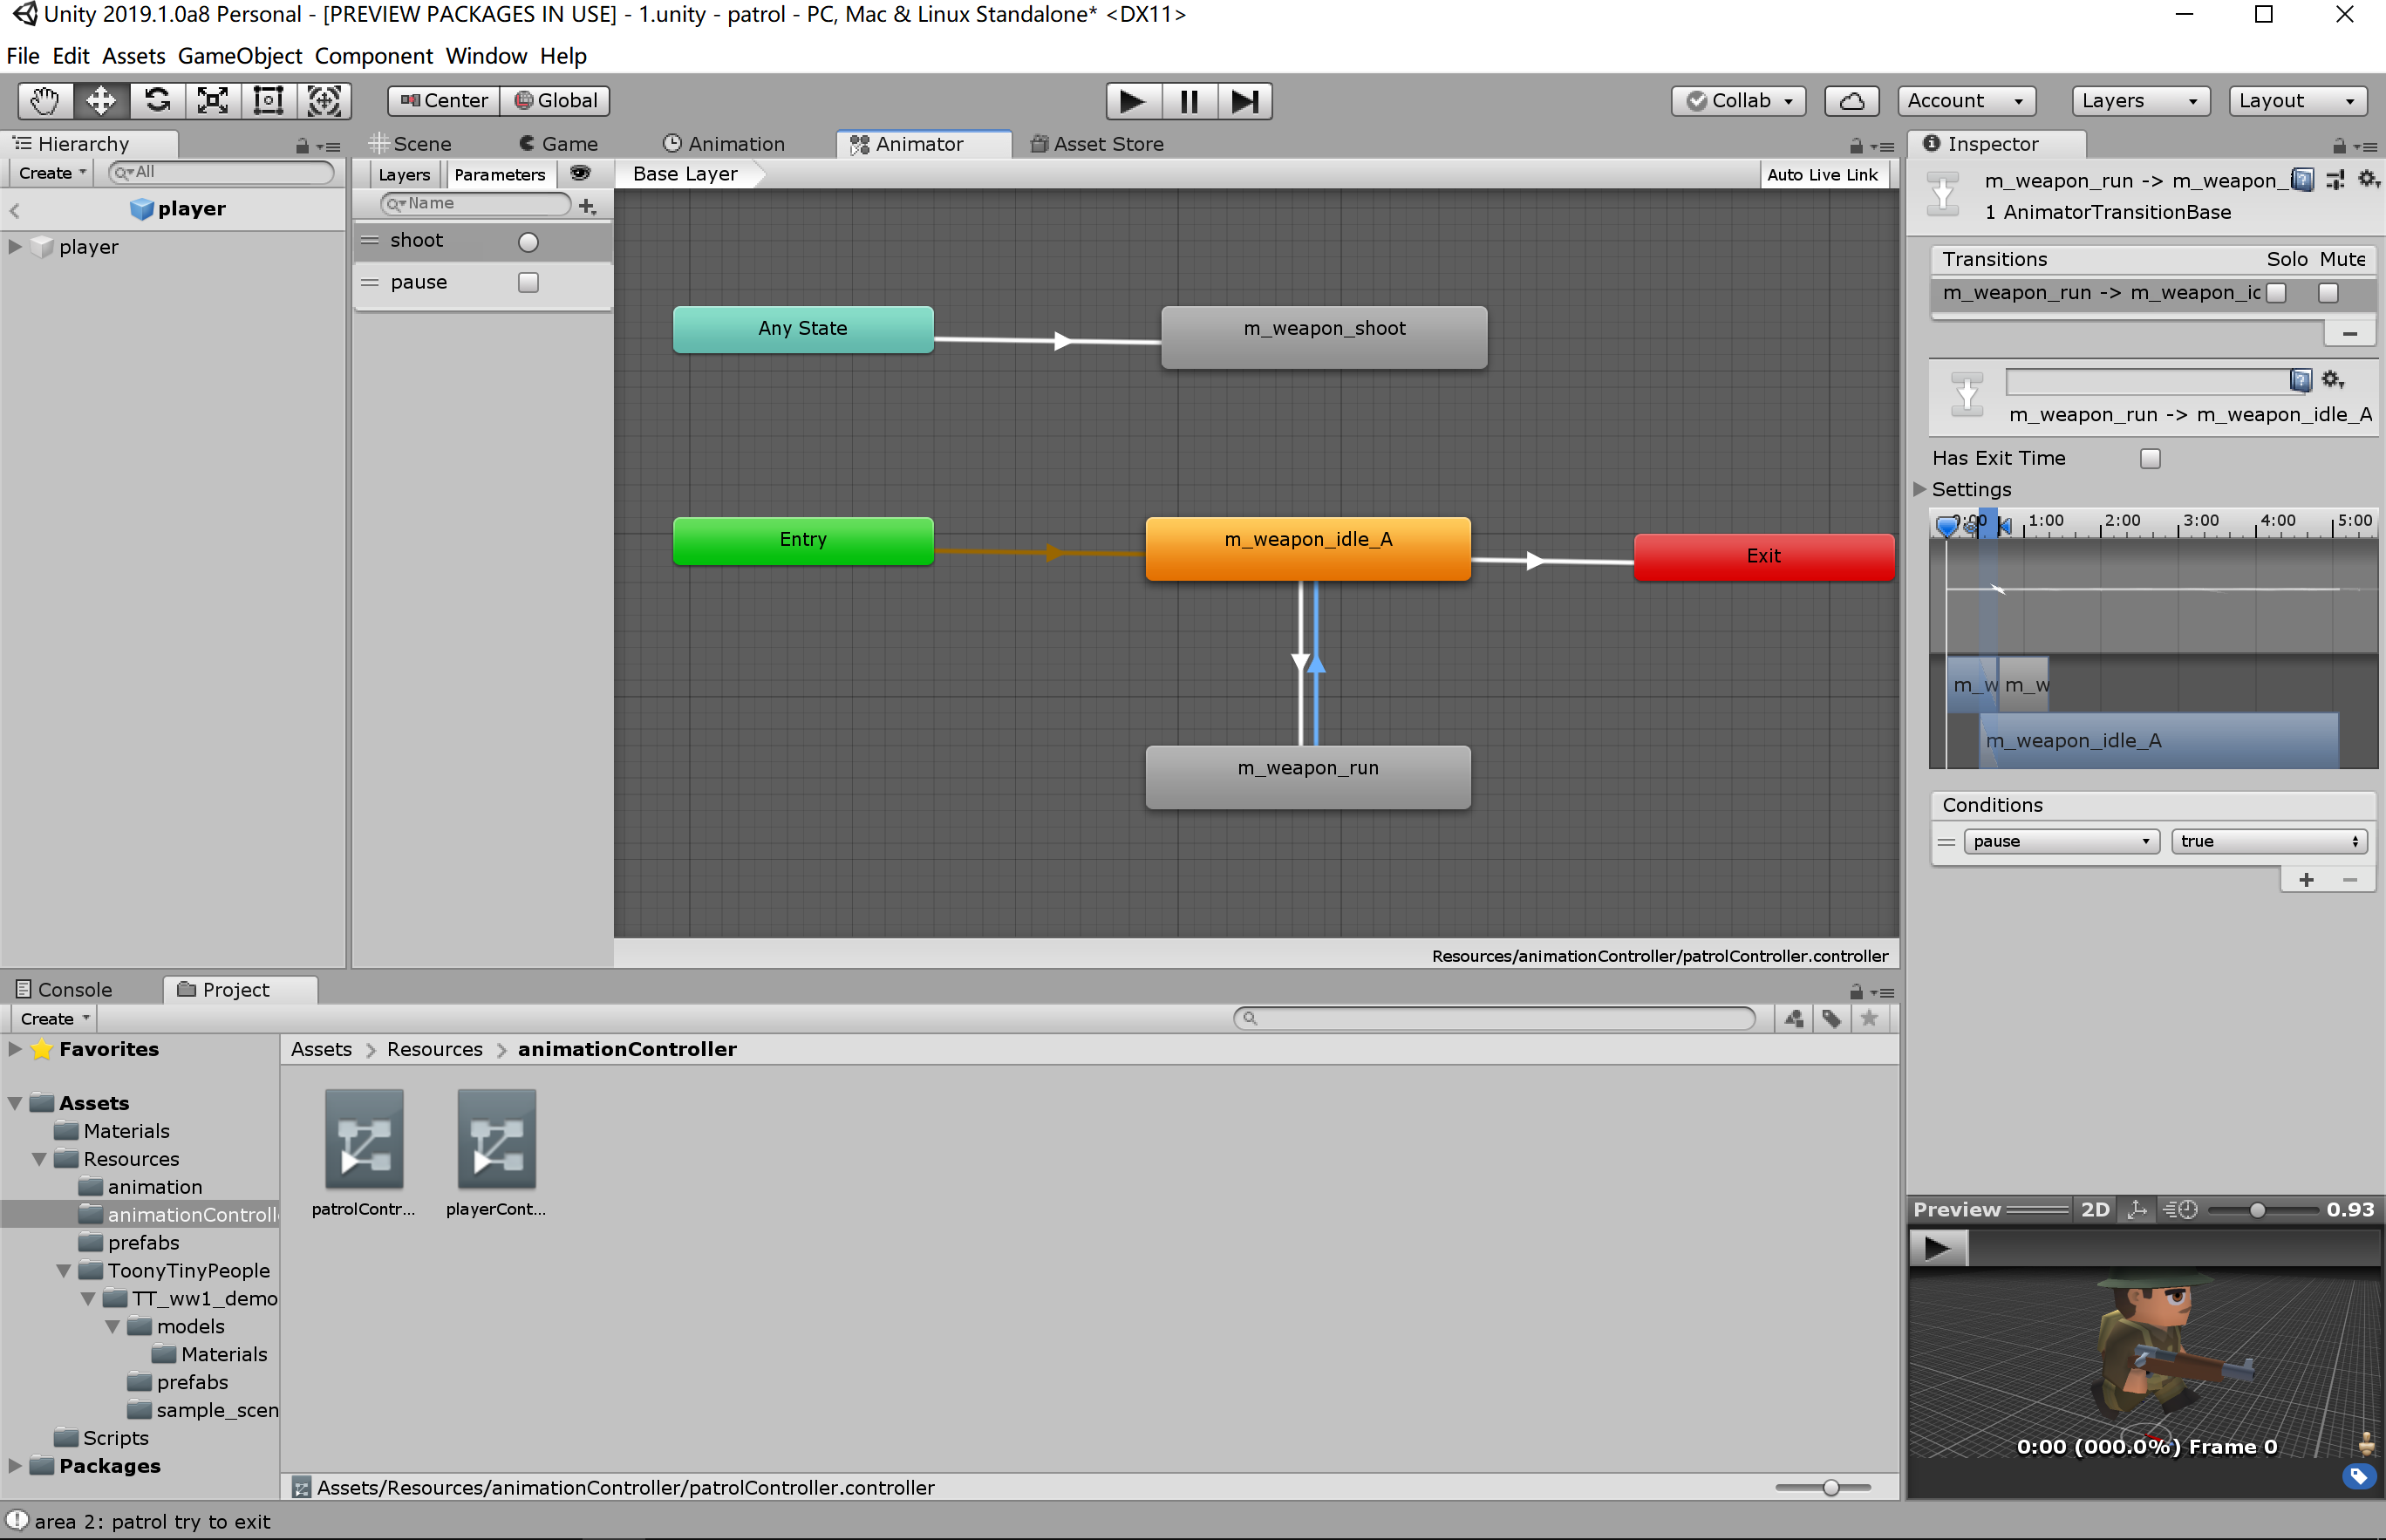 Unity 2019.1.0a8 Personal - [PREVIEW PACKAGES IN USE] - 1.unity - patrol - PC, Mac & Linux Standalone* <DX11>
File Edit Assets GameObject Component Window Help
Center Global Collab Account Layers Layout
Hierarchy
Create All
player
player
Scene Game Animation Animator Asset Store
Layers Parameters Base Layer Auto Live Link
Name
shoot
pause
Any State
m_weapon_shoot
Entry
m_weapon_idle_A
Exit
m_weapon_run
Resources/animationController/patrolController.controller
Inspector
m_weapon_run -> m_weapon_
1 AnimatorTransitionBase
Transitions Solo Mute
m_weapon_run -> m_weapon_ic
m_weapon_run -> m_weapon_idle_A
Has Exit Time
Settings
0:00 1:00 2:00 3:00 4:00 5:00
m_w m_w
m_weapon_idle_A
Conditions
pause true
Preview 2D 0.93
0:00 (000.0%) Frame 0
Console Project
Create
Favorites
Assets
Materials
Resources
animation
animationControll
prefabs
ToonyTinyPeople
TT_ww1_demo
models
Materials
prefabs
sample_scen
Scripts
Packages
Assets Resources animationController
patrolContr...
playerCont...
Assets/Resources/animationController/patrolController.controller
area 2: patrol try to exit